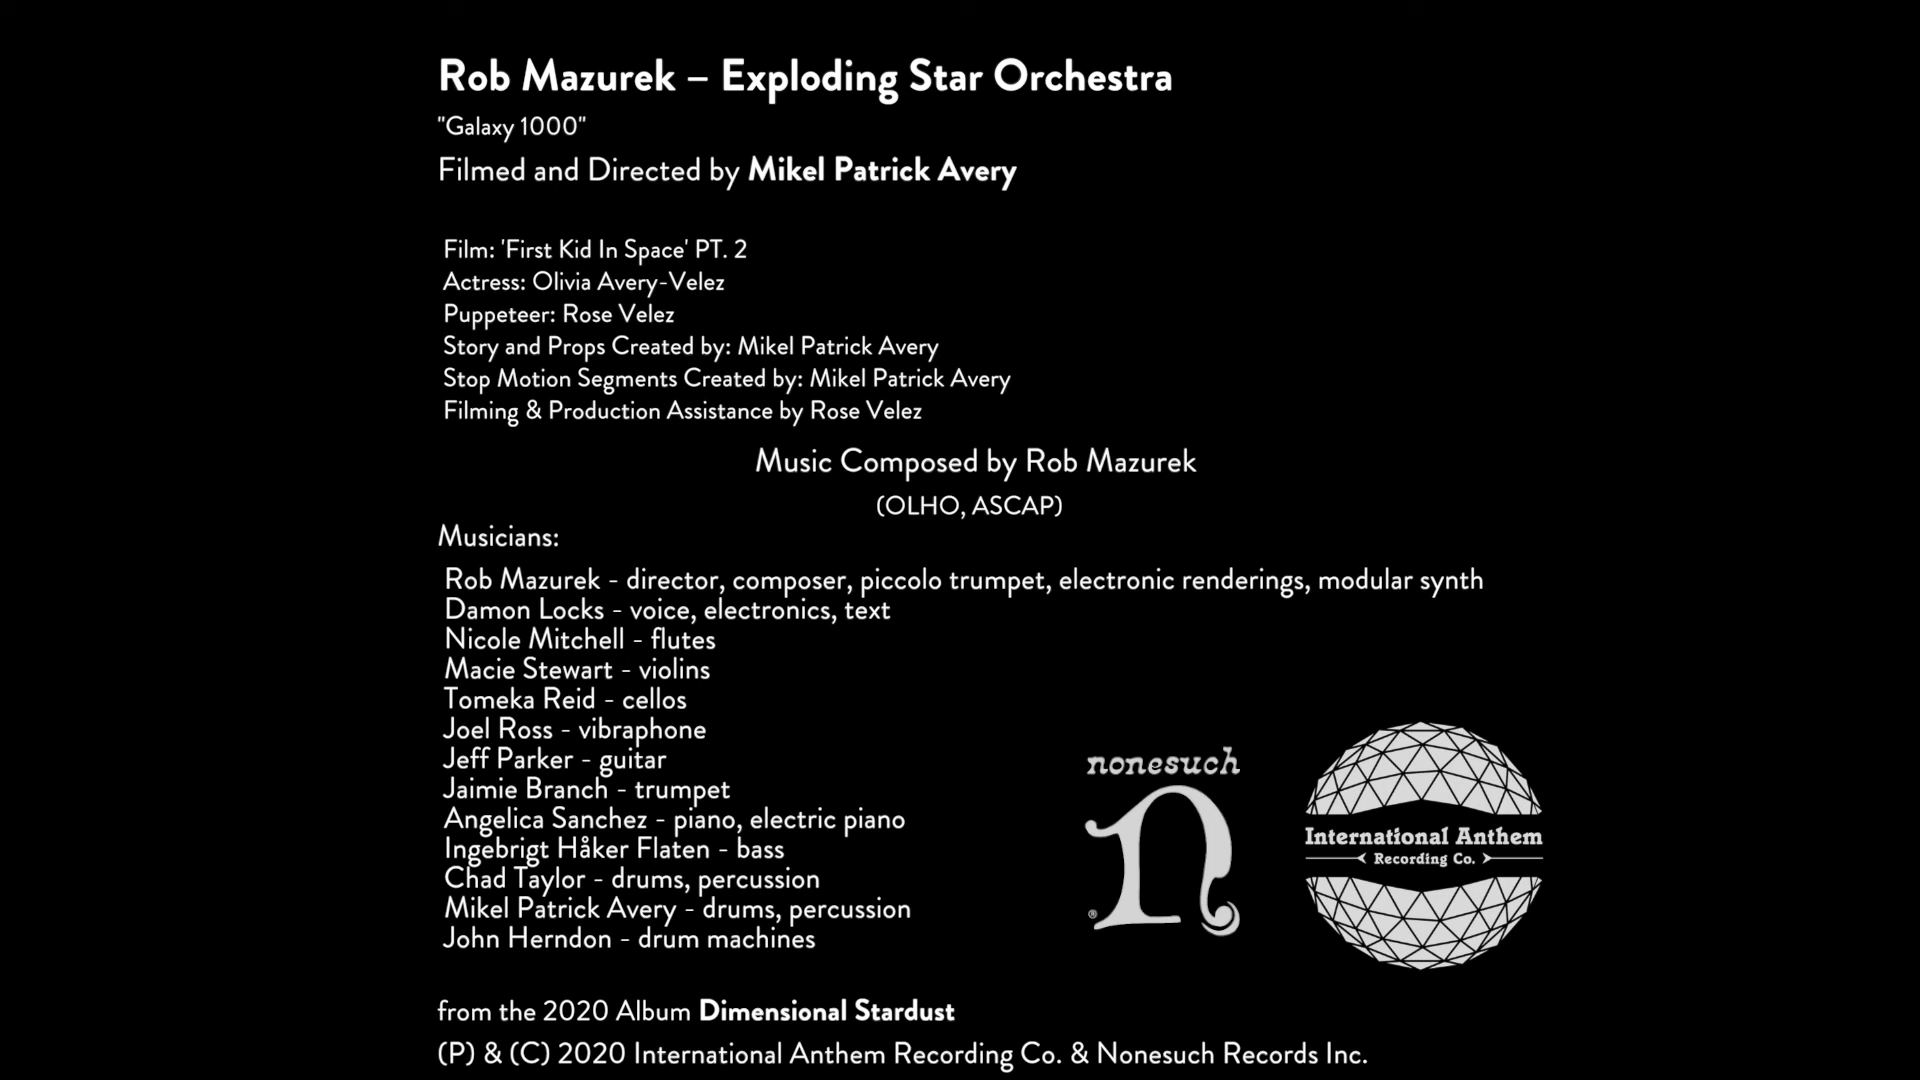 Rob Mazurek – Exploding Star Orchestra
"Galaxy 1000"
Filmed and Directed by Mikel Patrick Avery
Film: 'First Kid In Space' PT. 2
Actress: Olivia Avery-Velez
Puppeteer: Rose Velez
Story and Props Created by: Mikel Patrick Avery
Stop Motion Segments Created by: Mikel Patrick Avery
Filming & Production Assistance by Rose Velez
Music Composed by Rob Mazurek
(OLHO, ASCAP)
Musicians:
Rob Mazurek - director, composer, piccolo trumpet, electronic renderings, modular synth
Damon Locks - voice, electronics, text
Nicole Mitchell - flutes
Macie Stewart - violins
Tomeka Reid - cellos
Joel Ross - vibraphone
Jeff Parker - guitar
Jaimie Branch - trumpet
Angelica Sanchez - piano, electric piano
Ingebrigt Håker Flaten - bass
Chad Taylor - drums, percussion
Mikel Patrick Avery - drums, percussion
John Herndon - drum machines
nonesuch
n
®
International Anthem
Recording Co.
from the 2020 Album Dimensional Stardust
(P) & (C) 2020 International Anthem Recording Co. & Nonesuch Records Inc.